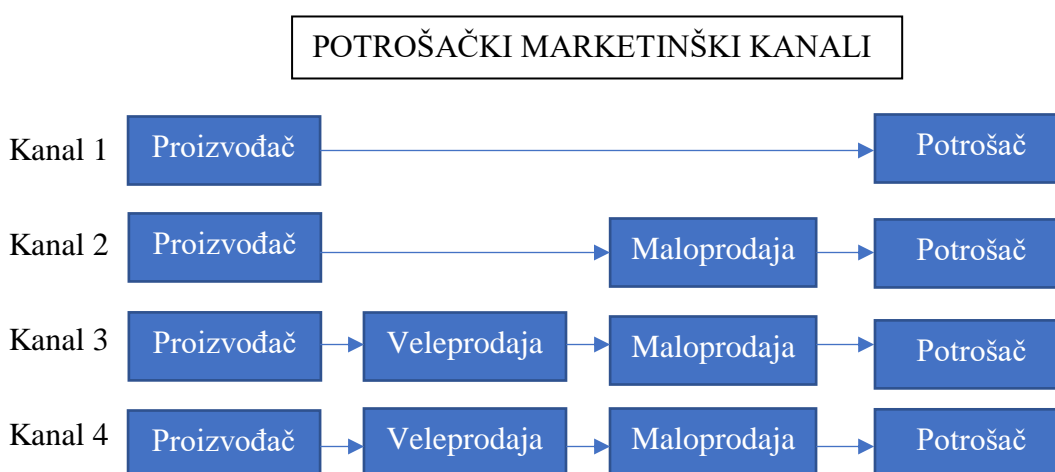 POTROŠAČKI MARKETINŠKI KANALI
Kanal 1 Proizvođač Potrošač
Kanal 2 Proizvođač Maloprodaja Potrošač
Kanal 3 Proizvođač Veleprodaja Maloprodaja Potrošač
Kanal 4 Proizvođač Veleprodaja Maloprodaja Potrošač